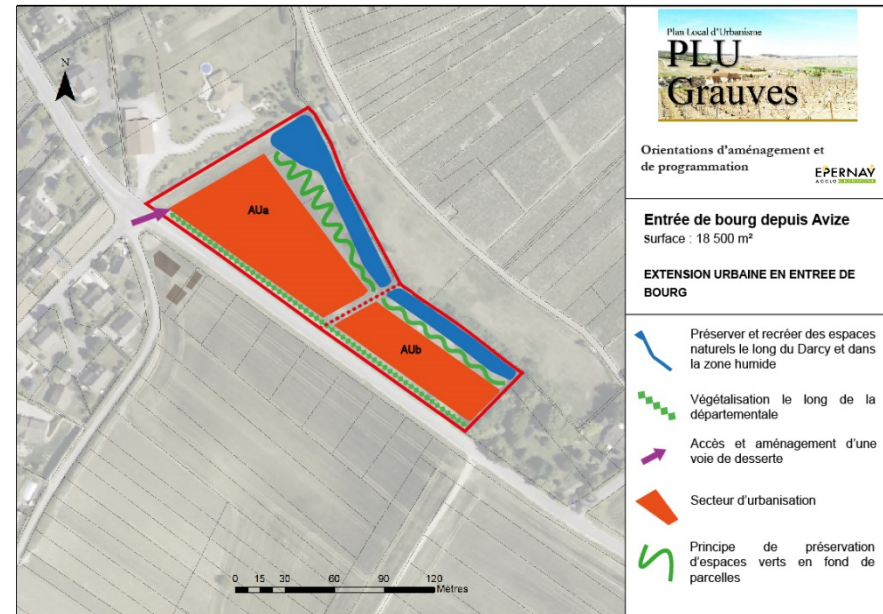 N
AUa
AUb
0 15 30 60 90 120
Mètres
Plan Local d'Urbanisme
PLU
Grauves
Orientations d'aménagement et
de programmation
EPERNAY
AGGLO CHAMPAGNE
Entrée de bourg depuis Avize
surface : 18 500 m²
EXTENSION URBAINE EN ENTREE DE
BOURG
Préserver et recréer des espaces
naturels le long du Darcy et dans
la zone humide
Végétalisation le long de la
départementale
Accès et aménagement d'une
voie de desserte
Secteur d'urbanisation
Principe de préservation
d'espaces verts en fond de
parcelles